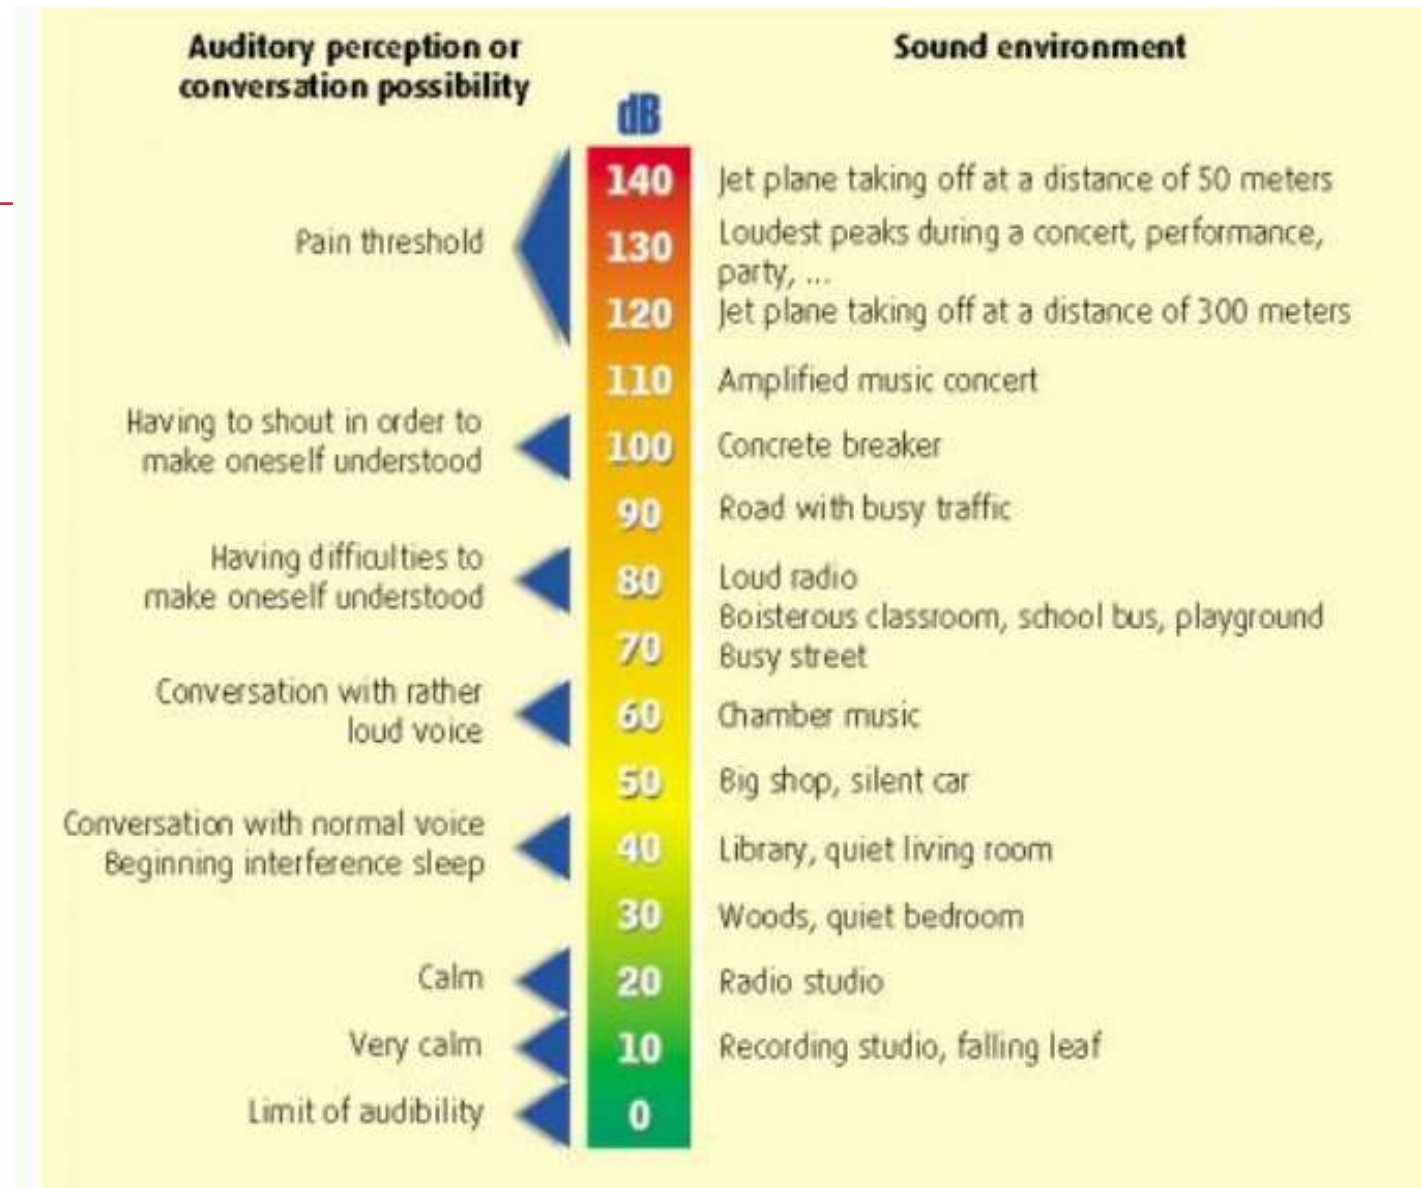 Auditory perception or
conversation possibility
Sound environment
dB
140 Jet plane taking off at a distance of 50 meters
Pain threshold
130 Loudest peaks during a concert, performance,
party, ...
120 Jet plane taking off at a distance of 300 meters
110 Amplified music concert
Having to shout in order to
make oneself understood
100 Concrete breaker
90 Road with busy traffic
Having difficulties to
make oneself understood
80 Loud radio
Boisterous classroom, school bus, playground
70 Busy street
Conversation with rather
loud voice
60 Chamber music
50 Big shop, silent car
Conversation with normal voice
Beginning interference sleep
40 Library, quiet living room
30 Woods, quiet bedroom
Calm 20 Radio studio
Very calm 10 Recording studio, falling leaf
Limit of audibility 0